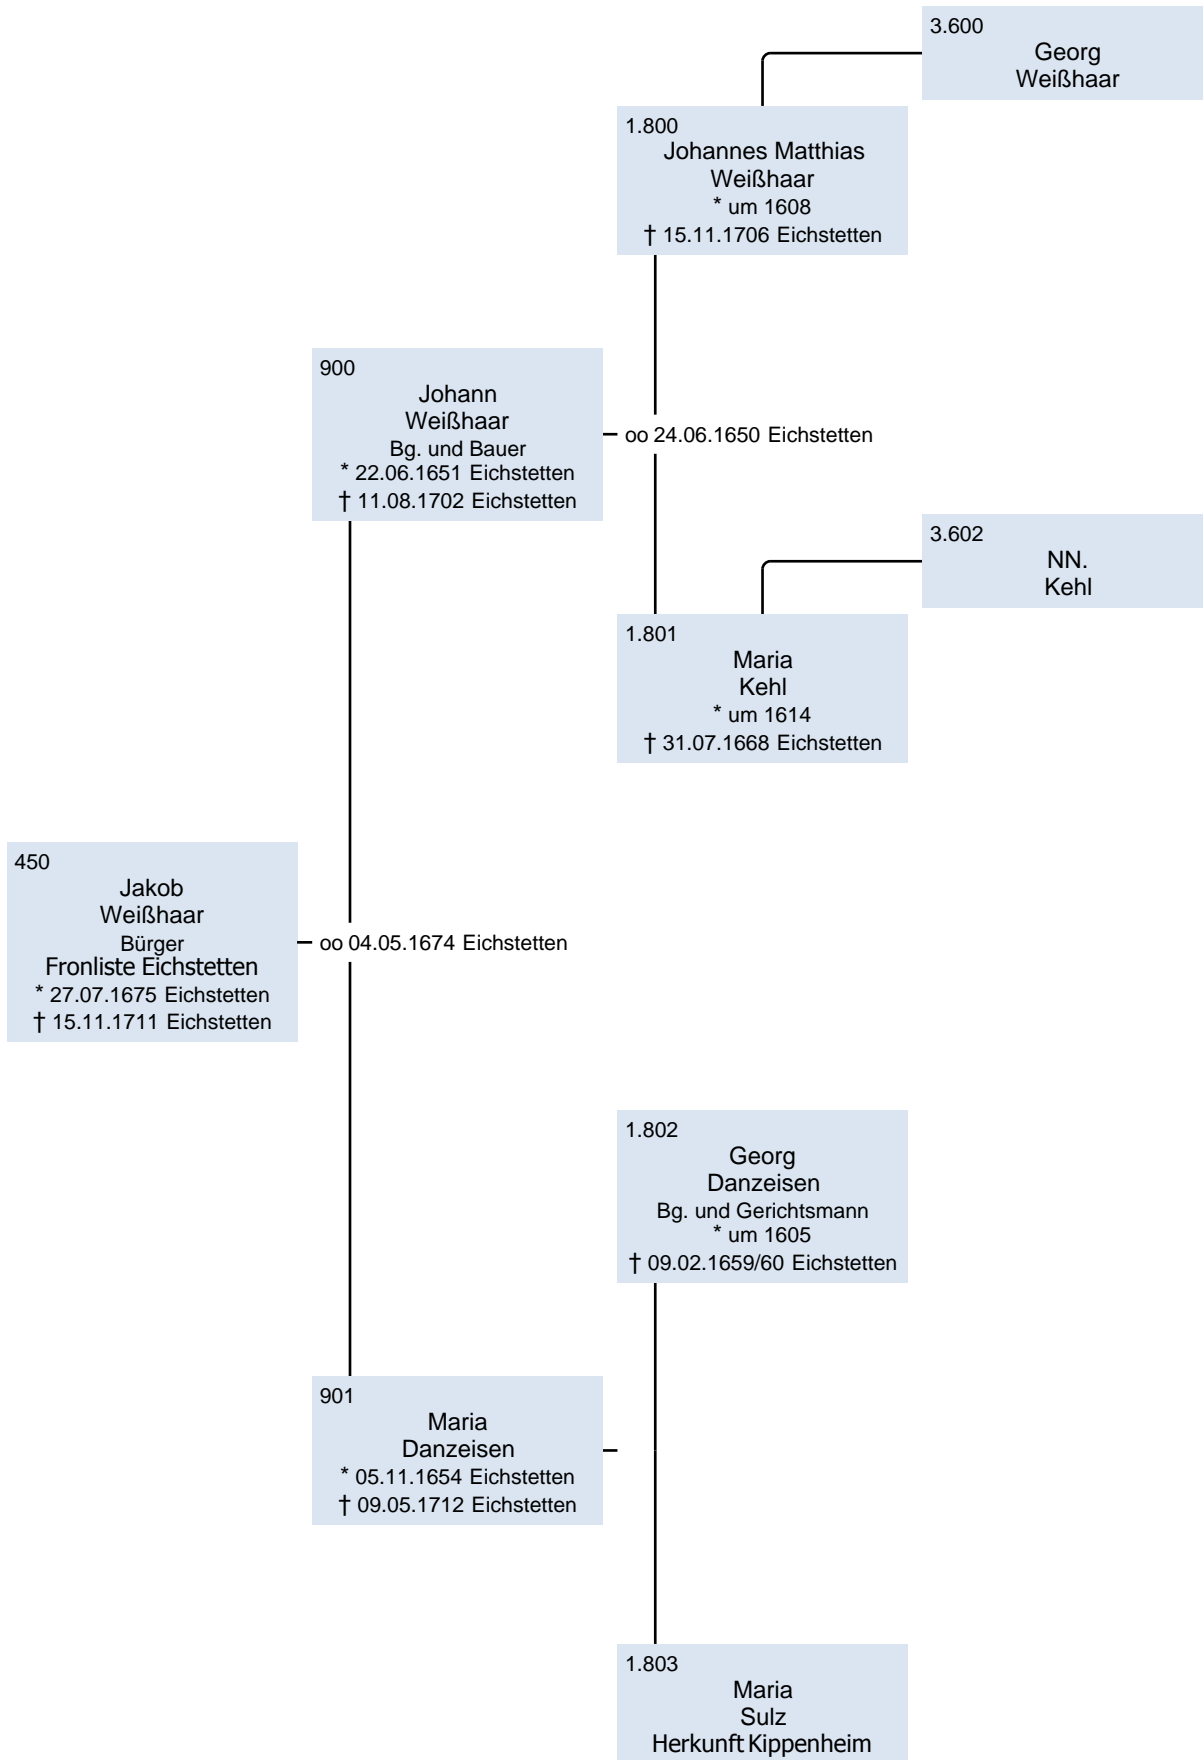 3.600
Georg
Weißhaar
1.800
Johannes Matthias
Weißhaar
* um 1608
† 15.11.1706 Eichstetten
900
Johann
Weißhaar
Bg. und Bauer
* 22.06.1651 Eichstetten
† 11.08.1702 Eichstetten
oo 24.06.1650 Eichstetten
3.602
NN.
Kehl
1.801
Maria
Kehl
* um 1614
† 31.07.1668 Eichstetten
450
Jakob
Weißhaar
Bürger
Fronliste Eichstetten
* 27.07.1675 Eichstetten
† 15.11.1711 Eichstetten
oo 04.05.1674 Eichstetten
1.802
Georg
Danzeisen
Bg. und Gerichtsmann
* um 1605
† 09.02.1659/60 Eichstetten
901
Maria
Danzeisen
* 05.11.1654 Eichstetten
† 09.05.1712 Eichstetten
1.803
Maria
Sulz
Herkunft Kippenheim